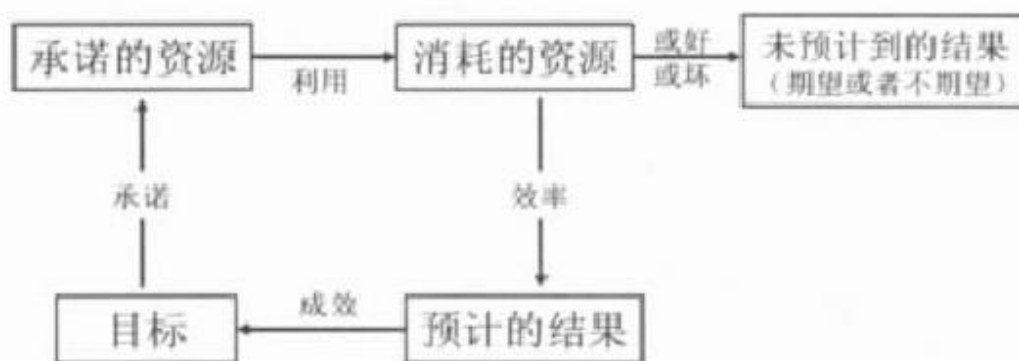 承诺的资源
利用
消耗的资源
或好
或坏
未预计到的结果
（期望或者不期望）
承诺
效率
目标
成效
预计的结果